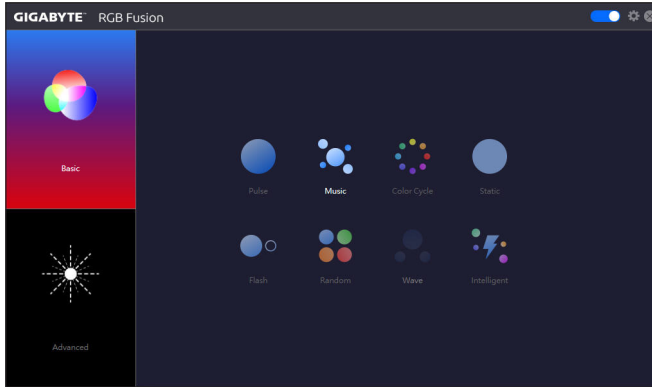 GIGABYTE™ RGB Fusion
Basic
Pulse
Music
Color Cycle
Static
Flash
Random
Wave
Intelligent
Advanced